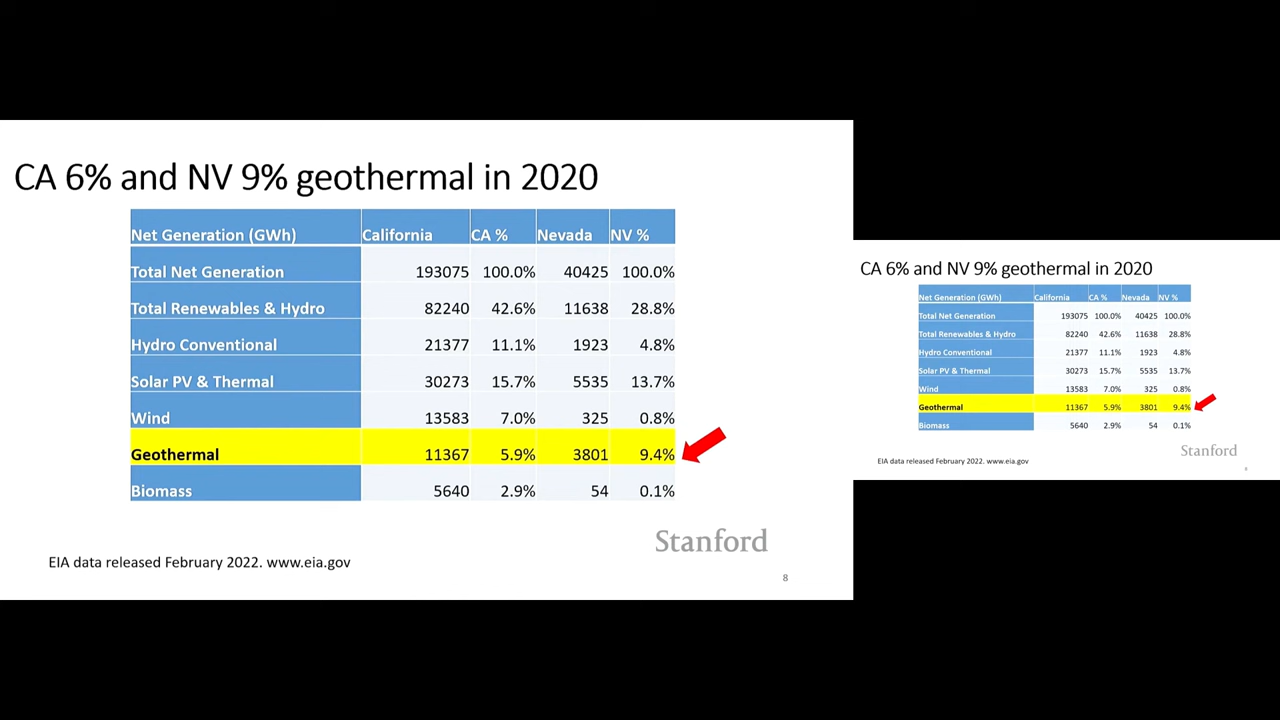 CA 6% and NV 9% geothermal in 2020
Net Generation (GWh) California CA % Nevada NV %
Total Net Generation 193075 100.0% 40425 100.0%
Total Renewables & Hydro 82240 42.6% 11638 28.8%
Hydro Conventional 21377 11.1% 1923 4.8%
Solar PV & Thermal 30273 15.7% 5535 13.7%
Wind 13583 7.0% 325 0.8%
Geothermal 11367 5.9% 3801 9.4%
Biomass 5640 2.9% 54 0.1%
Stanford
EIA data released February 2022. www.eia.gov
8
CA 6% and NV 9% geothermal in 2020
Net Generation (GWh) California CA % Nevada NV %
Total Net Generation 193075 100.0% 40425 100.0%
Total Renewables & Hydro 82240 42.6% 11638 28.8%
Hydro Conventional 21377 11.1% 1923 4.8%
Solar PV & Thermal 30273 15.7% 5535 13.7%
Wind 13583 7.0% 325 0.8%
Geothermal 11367 5.9% 3801 9.4%
Biomass 5640 2.9% 54 0.1%
Stanford
EIA data released February 2022. www.eia.gov